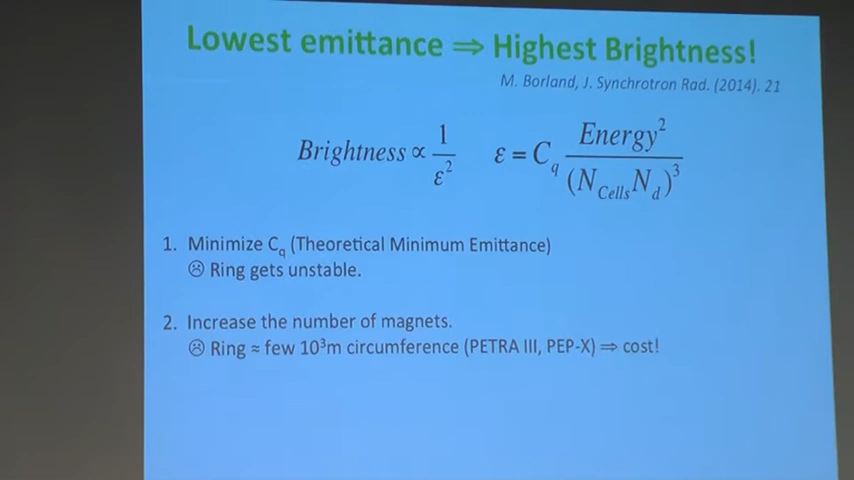 Lowest emittance ⇒ Highest Brightness!
M. Borland, J. Synchrotron Rad. (2014). 21
Brightness ∝ 1/ε² ε = C_q Energy²/(N_Cells N_d)³
1. Minimize C_q (Theoretical Minimum Emittance)
☹ Ring gets unstable.
2. Increase the number of magnets.
☹ Ring ≈ few 10³m circumference (PETRA III, PEP-X) ⇒ cost!